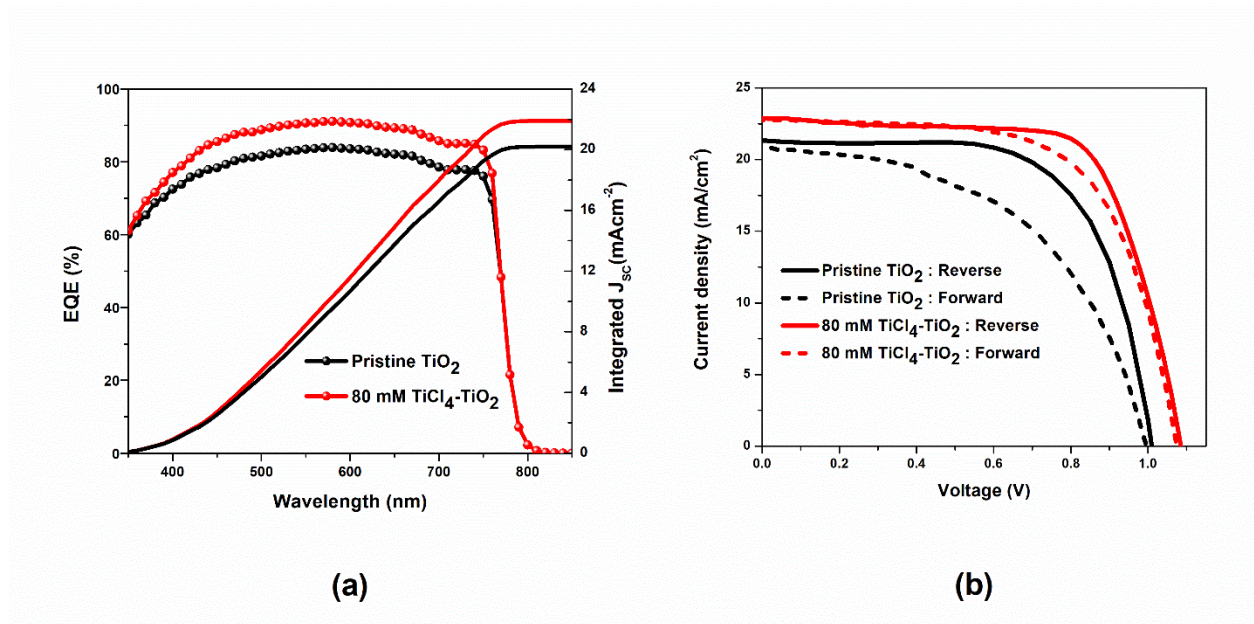 100
80
60
40
20
0
EQE (%)
400
500
600
700
800
Wavelength (nm)
24
20
16
12
8
4
0
Integrated J_SC(mAcm⁻²)
Pristine TiO₂
80 mM TiCl₄-TiO₂
(a)
25
20
15
10
5
0
Current density (mA/cm²)
0.0
0.2
0.4
0.6
0.8
1.0
Voltage (V)
Pristine TiO₂ : Reverse
Pristine TiO₂ : Forward
80 mM TiCl₄-TiO₂ : Reverse
80 mM TiCl₄-TiO₂ : Forward
(b)